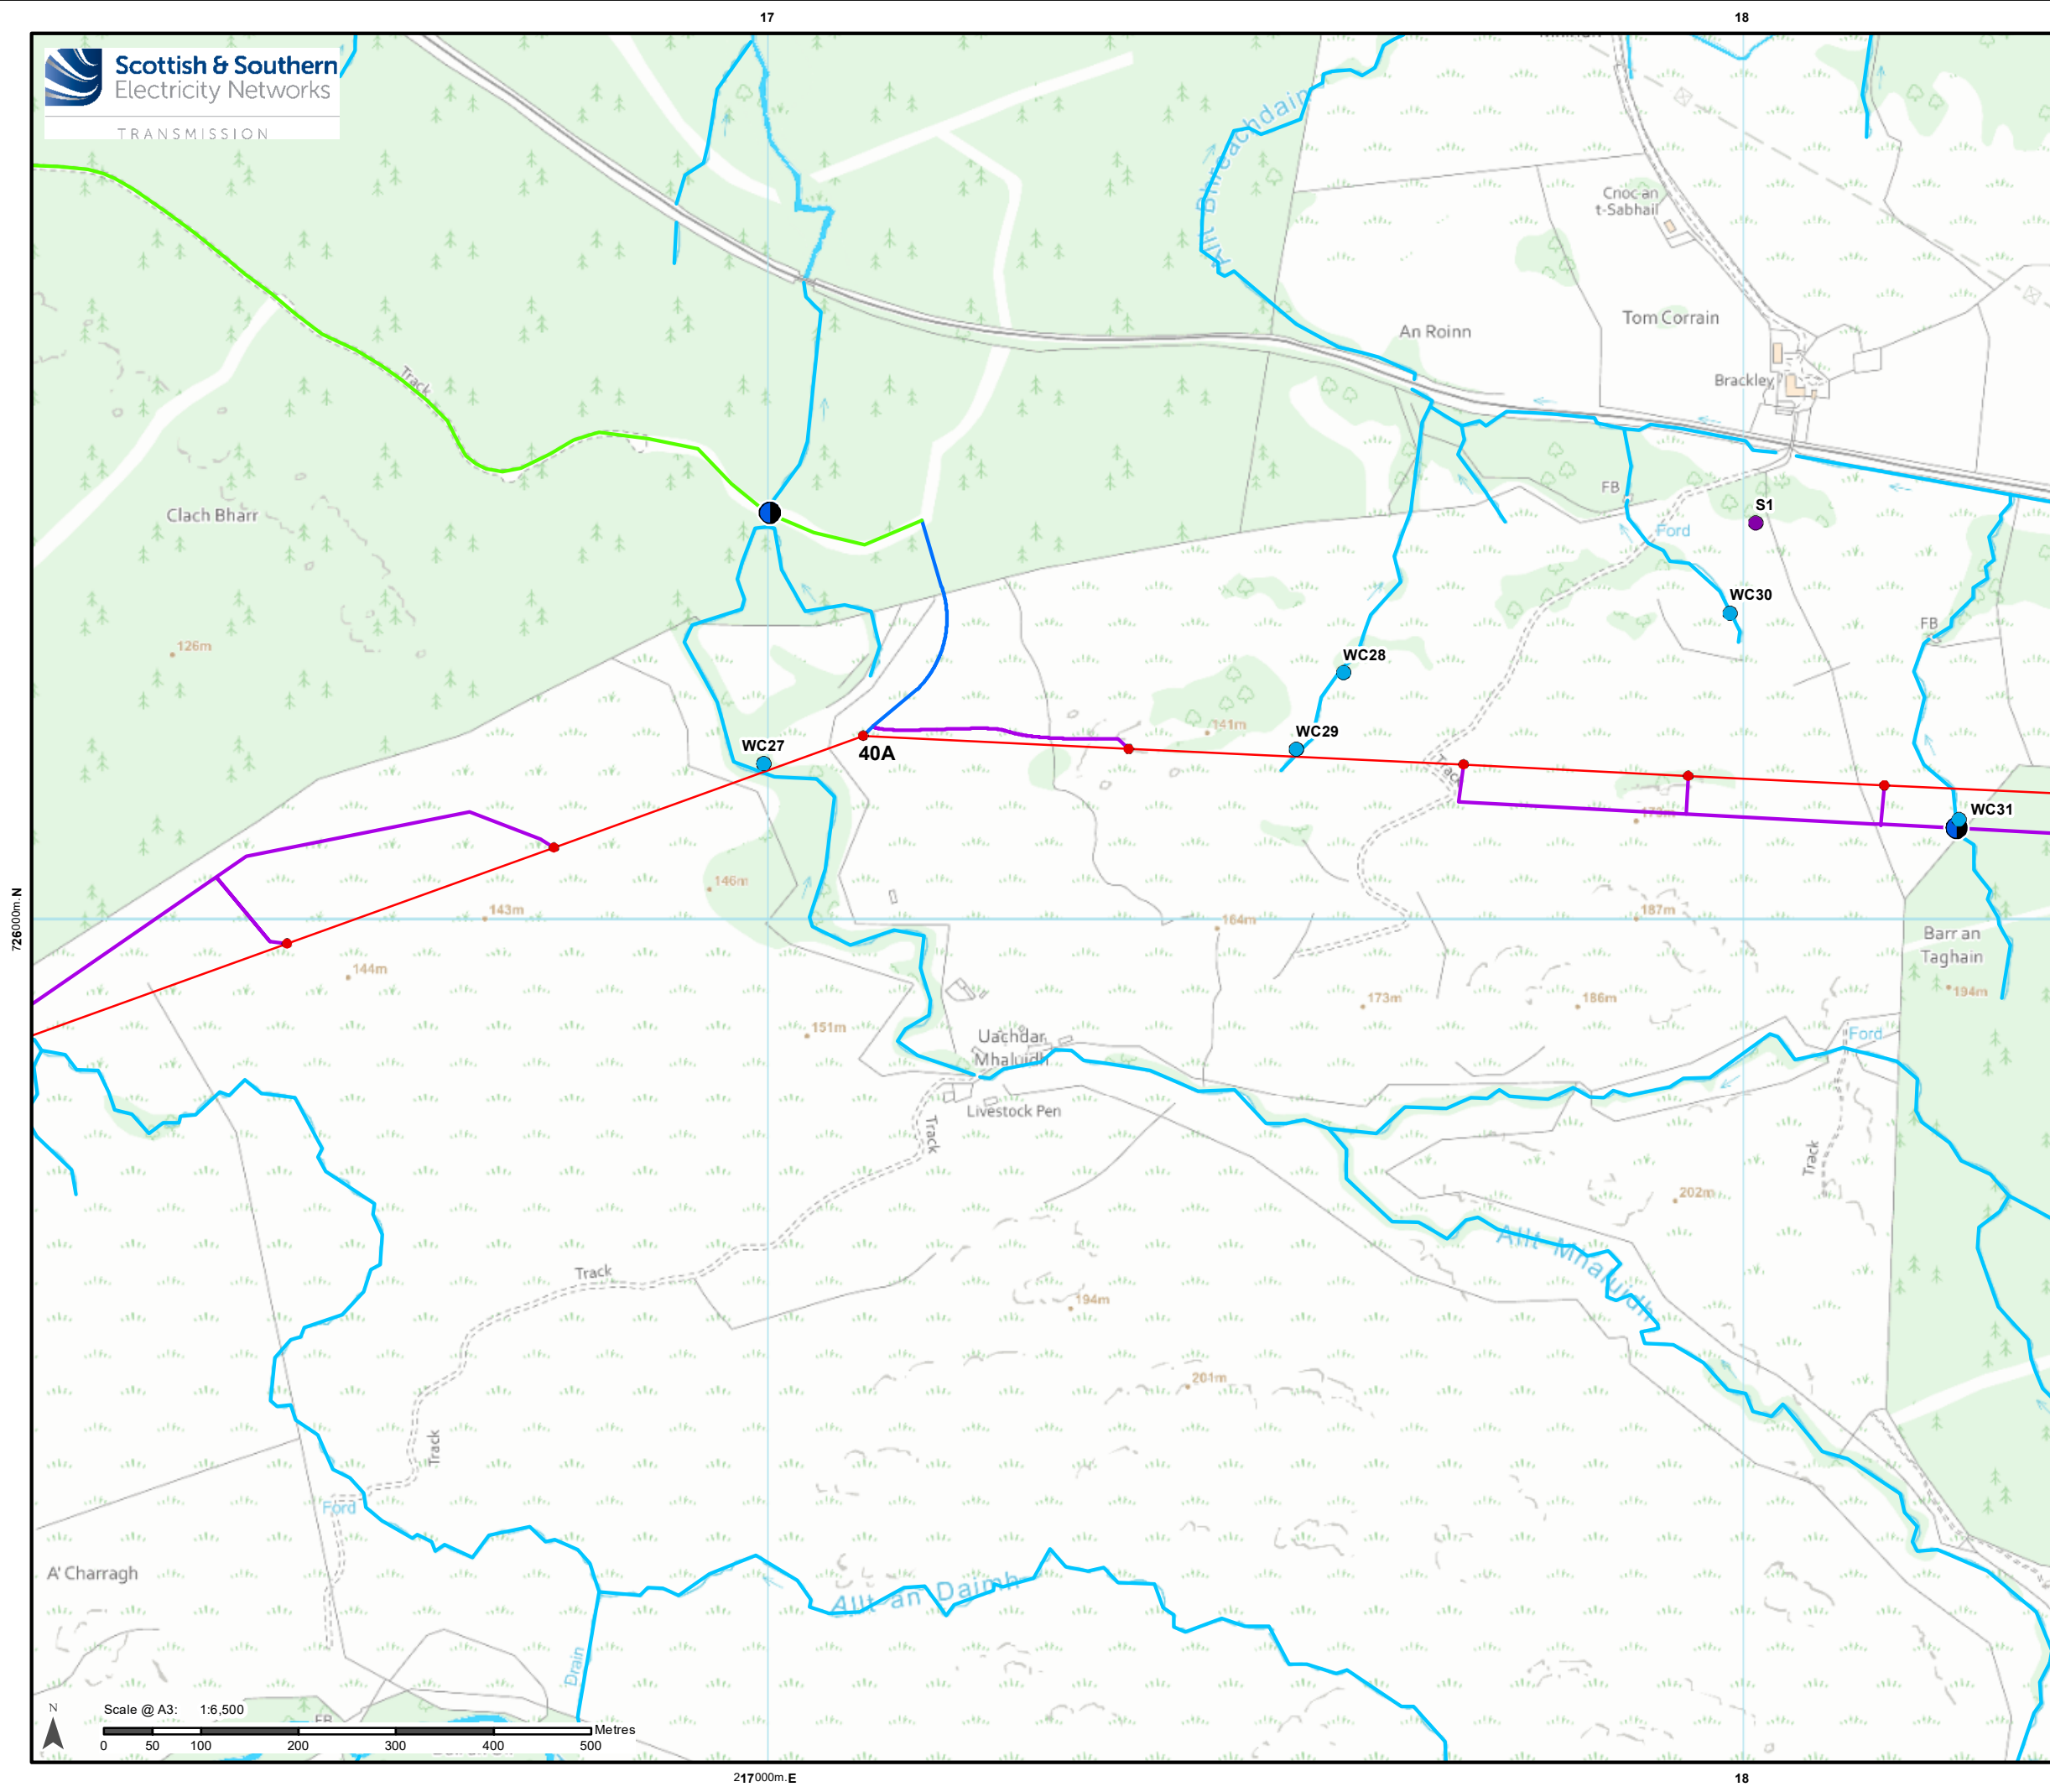 17
18
Scottish & Southern
Electricity Networks
TRANSMISSION
Allt Bhreachdain
Cnoc an
t-Sabhail
Tom Corrain
An Roinn
Brackley
Track
Clach Bharr
FB
S1
Ford
WC30
FB
126m
WC28
141m
WC29
WC27
40A
Track
173m
WC31
146m
143m
187m
164m
726000m.N
Barr an
Taghain
144m
173m
186m
194m
151m
Uachdar
Mhaluidh
Ford
Livestock Pen
Track
Track
202m
Allt Mhaluidh
Track
194m
201m
Track
Ford
A' Charragh
Allt an Daimh
Drain
N
Scale @ A3: 1:6,500
FB
Metres
0 50 100 200 300 400 500
217000m.E
18